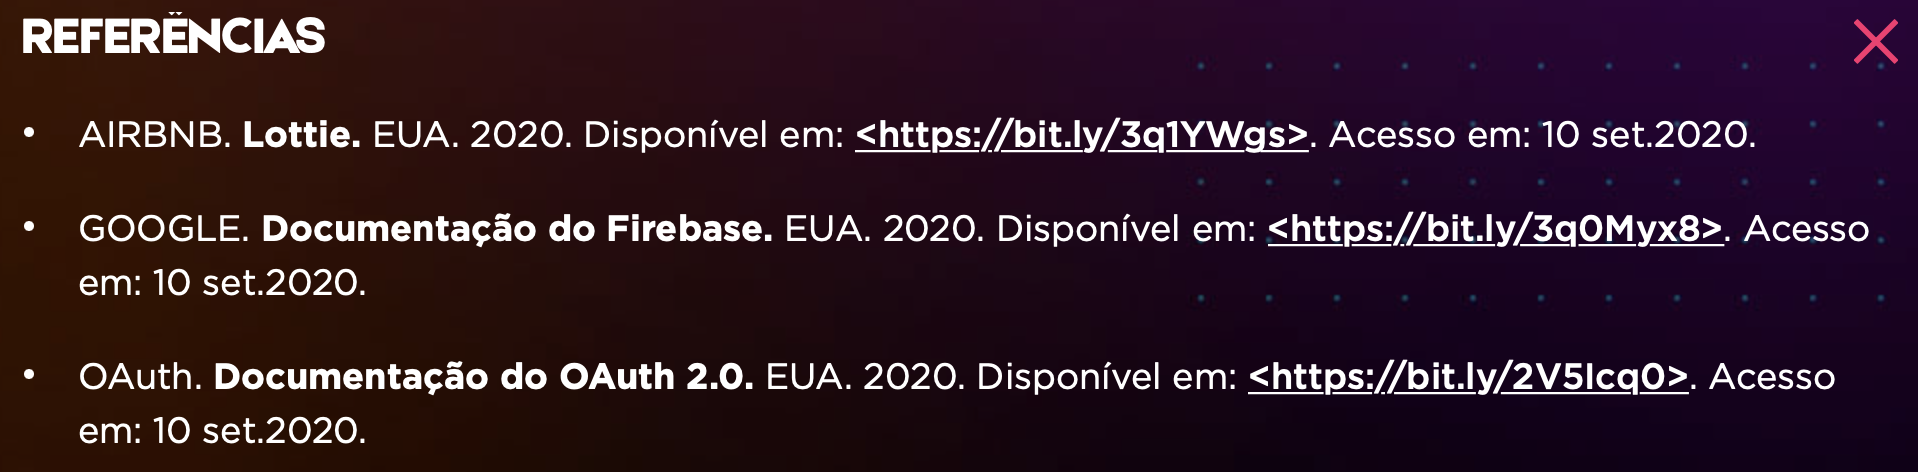 REFERÊNCIAS
• AIRBNB. Lottie. EUA. 2020. Disponível em: <https://bit.ly/3q1YWgs>. Acesso em: 10 set.2020.
• GOOGLE. Documentação do Firebase. EUA. 2020. Disponível em: <https://bit.ly/3q0Myx8>. Acesso
em: 10 set.2020.
• OAuth. Documentação do OAuth 2.0. EUA. 2020. Disponível em: <https://bit.ly/2V5Icq0>. Acesso
em: 10 set.2020.